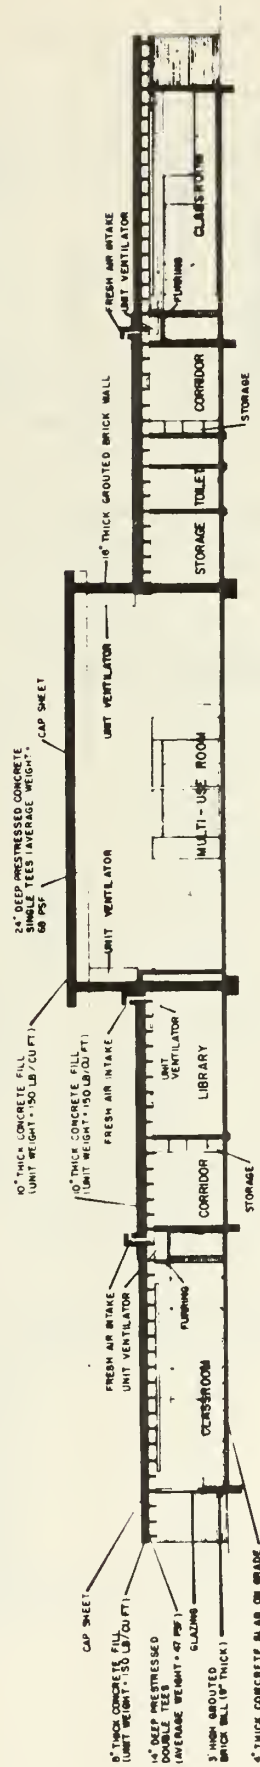 CAP SHEET
8" THICK CONCRETE FILL
(UNIT WEIGHT = 150 LB/CU FT)
14" DEEP PRESTRESSED
DOUBLE TEES
(AVERAGE WEIGHT = 47 PSF)
GLAZING
3' HIGH GROUTED
BRICK SILL (9" THICK)
4" THICK CONCRETE SLAB ON GRADE
CLASSROOM
FRESH AIR INTAKE
UNIT VENTILATOR
FURRING
CORRIDOR
STORAGE
10" THICK CONCRETE FILL
(UNIT WEIGHT = 150 LB/CU FT)
10" THICK CONCRETE FILL
(UNIT WEIGHT = 150 LB/CU FT)
FRESH AIR INTAKE
UNIT VENTILATOR
LIBRARY
24" DEEP PRESTRESSED CONCRETE
SINGLE TEES (AVERAGE WEIGHT =
68 PSF
CAP SHEET
UNIT VENTILATOR
UNIT VENTILATOR
MULTI-USE ROOM
THICK GROUTED BRICK WALL
STORAGE
TOILET
CORRIDOR
STORAGE
FRESH AIR INTAKE
UNIT VENTILATOR
FURRING
CLASSROOM